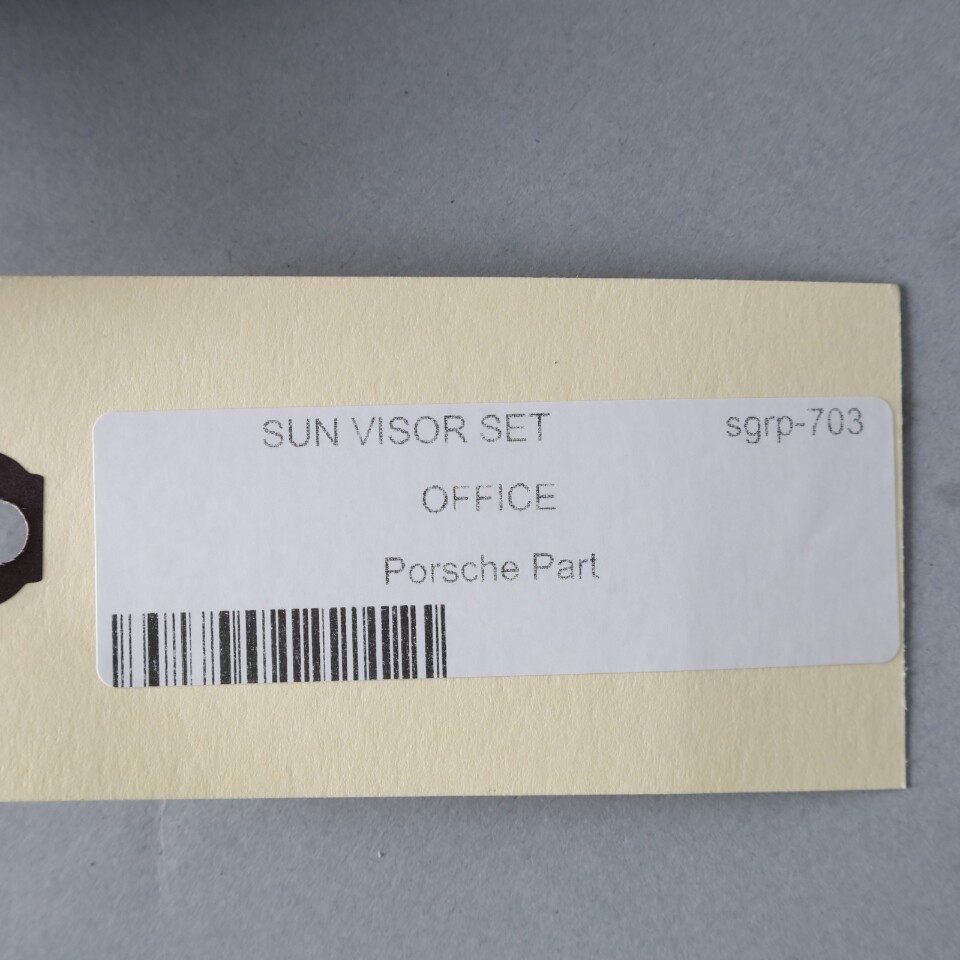 SUN VISOR SET sgrp-703
OFFICE
Porsche Part